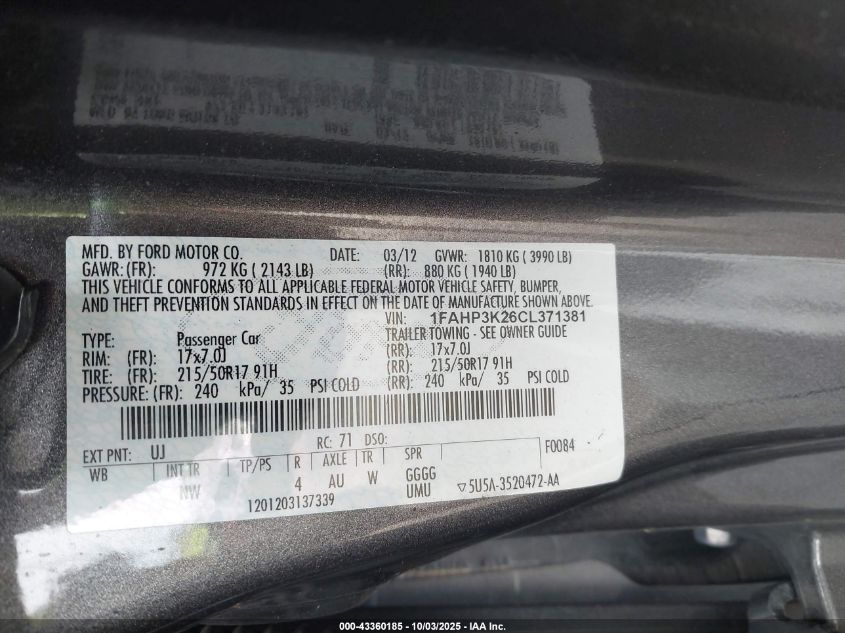 MFD. BY FORD MOTOR CO. DATE: 03/12 GVWR: 1810 KG ( 3990 LB)
GAWR: (FR): 972 KG ( 2143 LB) (RR): 880 KG ( 1940 LB)
THIS VEHICLE CONFORMS TO ALL APPLICABLE FEDERAL MOTOR VEHICLE SAFETY, BUMPER,
AND THEFT PREVENTION STANDARDS IN EFFECT ON THE DATE OF MANUFACTURE SHOWN ABOVE.
VIN: 1FAHP3K26CL371381
TYPE: Passenger Car TRAILER TOWING - SEE OWNER GUIDE
RIM: (FR): 17x7.0J (RR): 17x7.0J
TIRE: (FR): 215/50R17 91H (RR): 215/50R17 91H
PRESSURE: (FR): 240 kPa/ 35 PSI COLD (RR): 240 kPa/ 35 PSI COLD
EXT PNT: UJ RC: 71 DSO: F0084
WB INT TR TP/PS R AXLE TR SPR
NW 4 AU W GGGG
UMU
1201203137339 ▽5U5A-3520472-AA
000-43360185 - 10/03/2025 - IAA Inc.